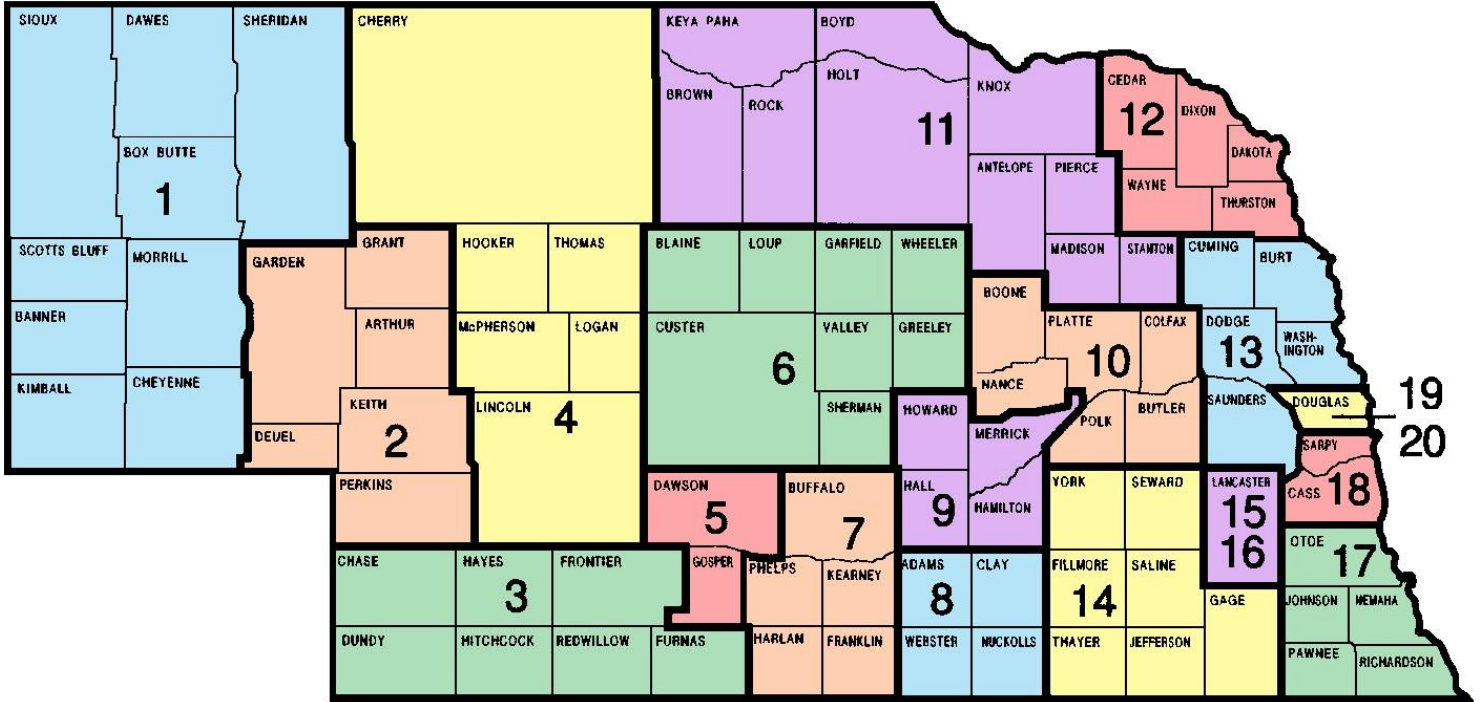 SIOUX
DAWES
SHERIDAN
CHERRY
KEYA PAHA
BOYD
HOLT
KNOX
CEDAR
12
DIXON
BROWN
ROCK
11
BOX BUTTE
1
DAKOTA
ANTELOPE
PIERCE
WAYNE
THURSTON
SCOTTS BLUFF
MORRILL
GARDEN
GRANT
HOOKER
THOMAS
BLAINE
LOUP
GARFIELD
WHEELER
MADISON
STANTON
CUMING
BURT
BOONE
BANNER
ARTHUR
McPHERSON
LOGAN
CUSTER
VALLEY
GREELEY
PLATTE
COLFAX
DODGE
13
WASH-
INGTON
6
10
KIMBALL
CHEYENNE
NANCE
KEITH
LINCOLN
4
SHERMAN
HOWARD
POLK
BUTLER
SAUNDERS
DOUGLAS
19
20
DEUEL
2
MERRICK
SARPY
PERKINS
DAWSON
5
BUFFALO
7
HALL
9
HAMILTON
YORK
SEWARD
LANCASTER
15
16
CASS
18
CHASE
HAYES
FRONTIER
GOSPER
PHELPS
KEARNEY
ADAMS
CLAY
8
FILLMORE
SALINE
14
OTOE
17
3
GAGE
JOHNSON
NEMAHA
DUNDY
HITCHCOCK
REDWILLOW
FURNAS
HARLAN
FRANKLIN
WEBSTER
NUCKOLLS
THAYER
JEFFERSON
PAWNEE
RICHARDSON